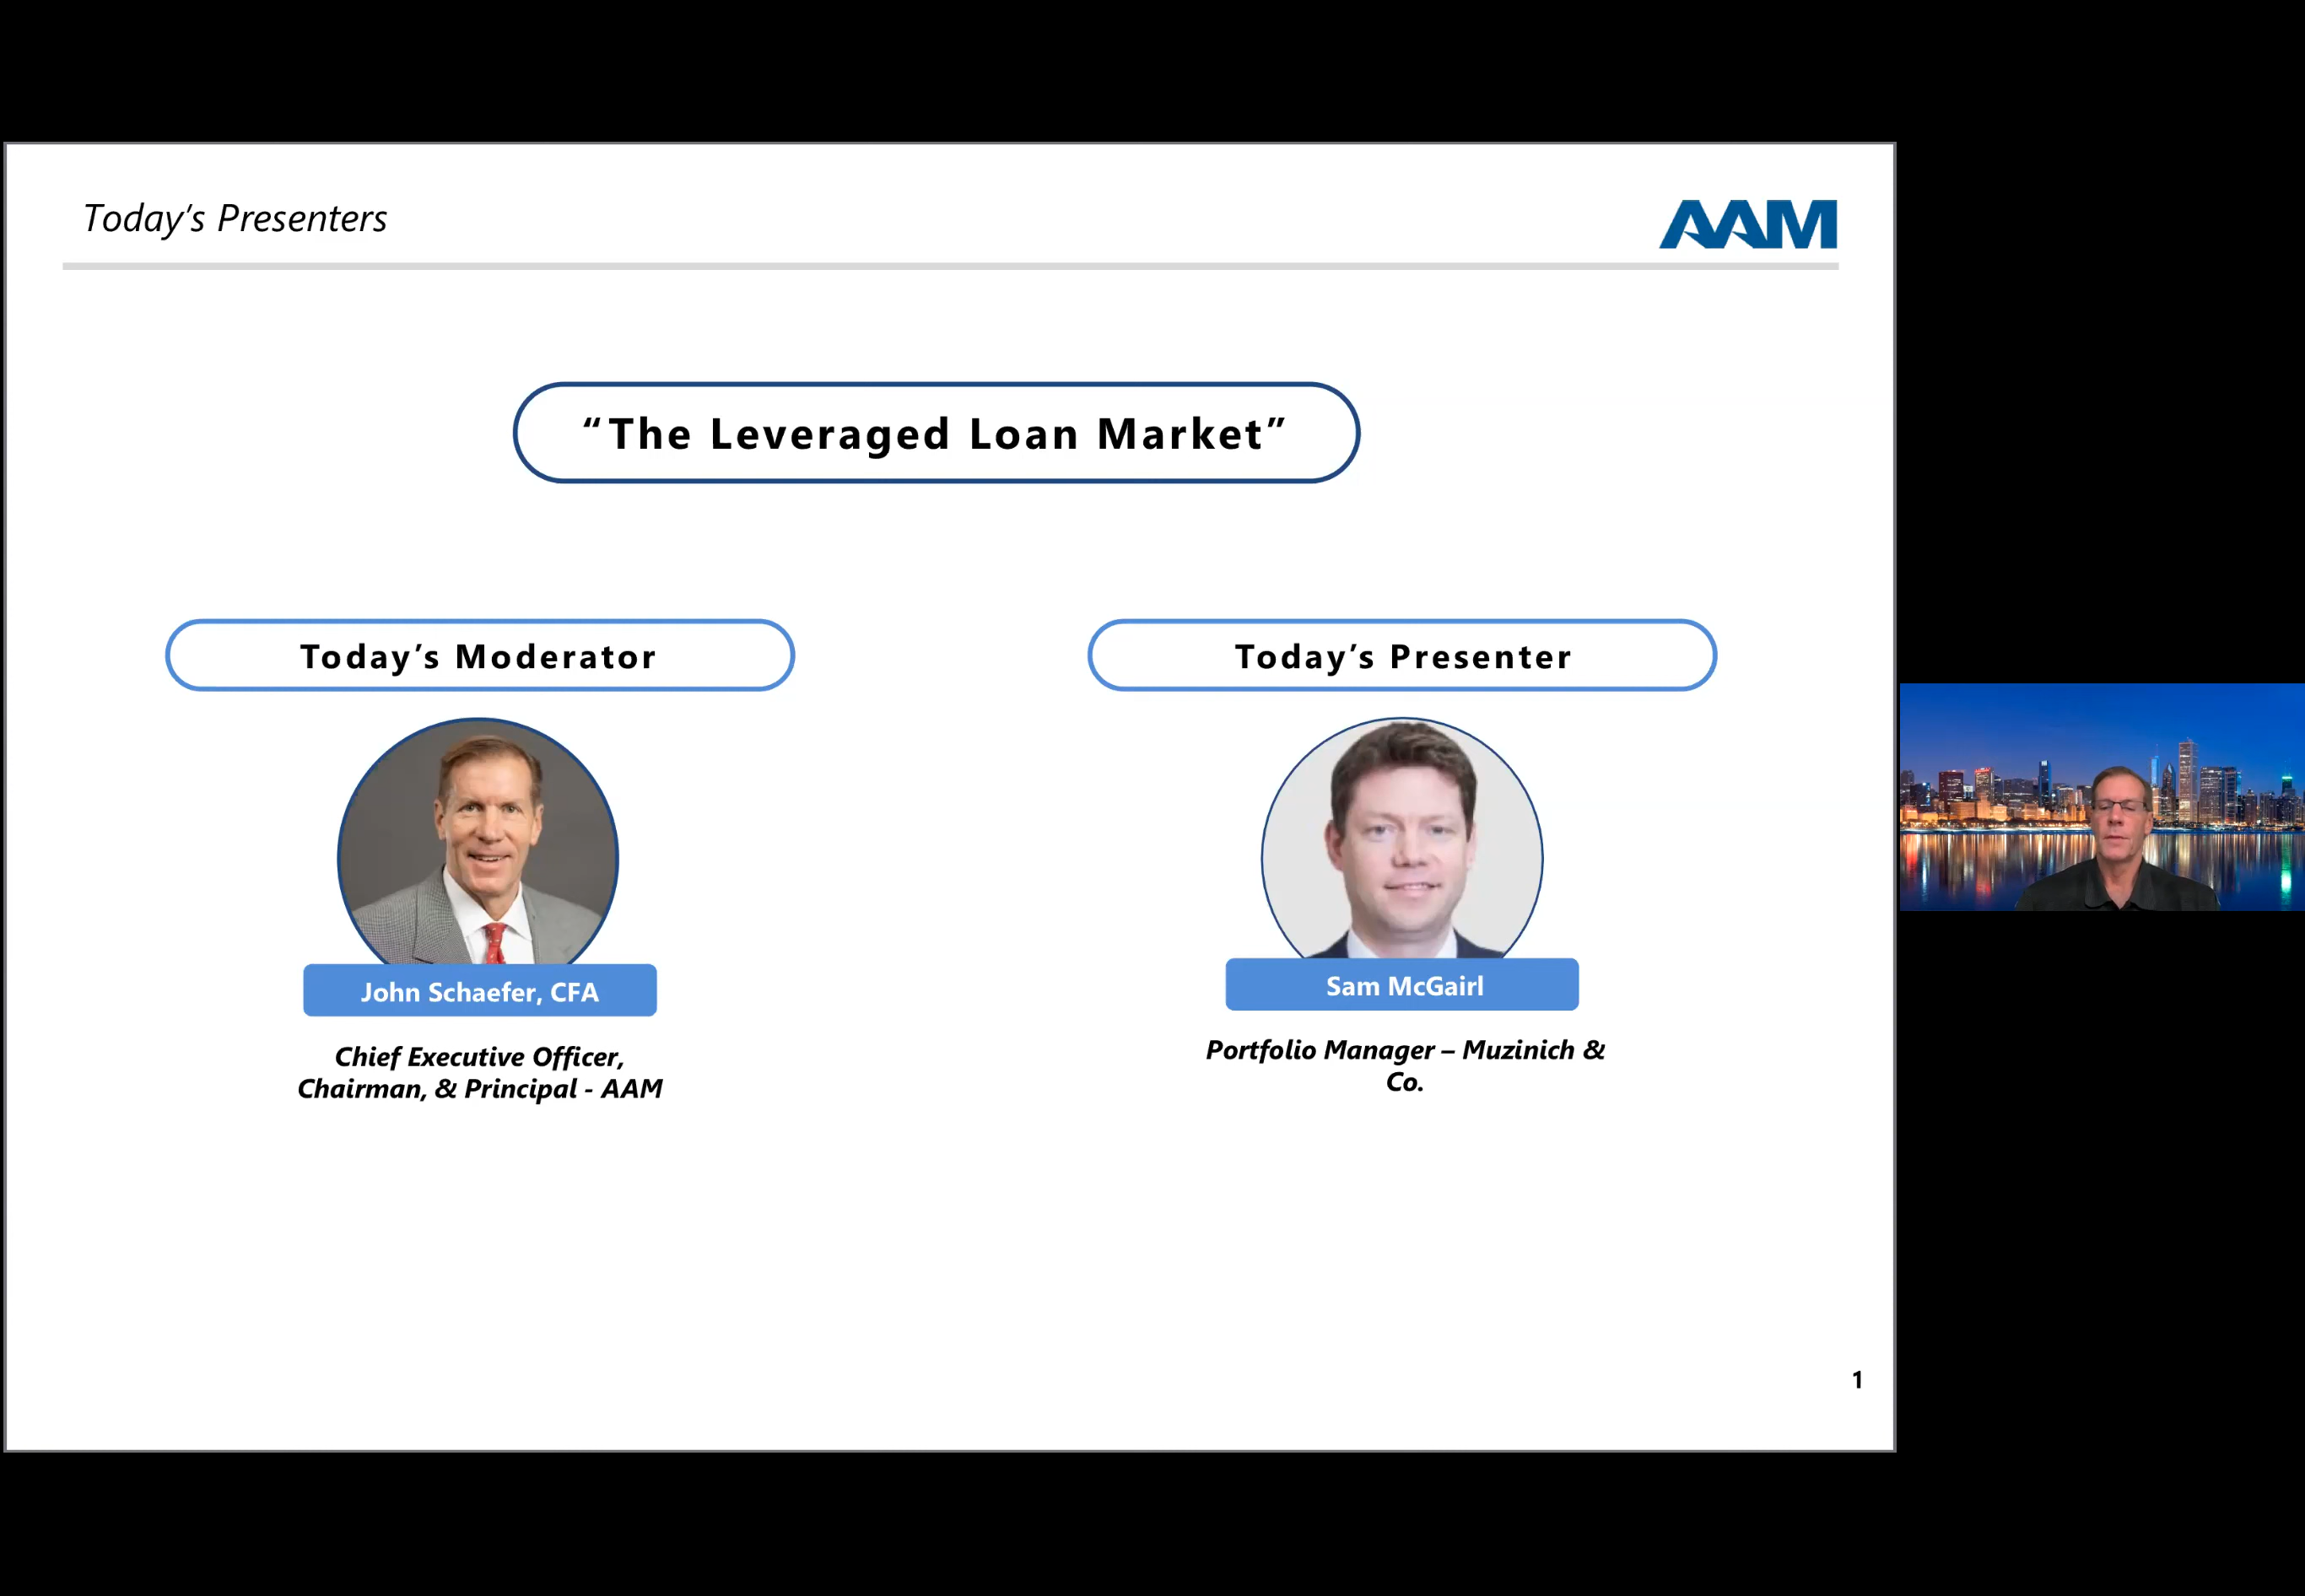 Today’s Presenters
AAM
“The Leveraged Loan Market”
Today’s Moderator
Today’s Presenter
John Schaefer, CFA
Chief Executive Officer,
Chairman, & Principal - AAM
Sam McGairl
Portfolio Manager – Muzinich &
Co.
1